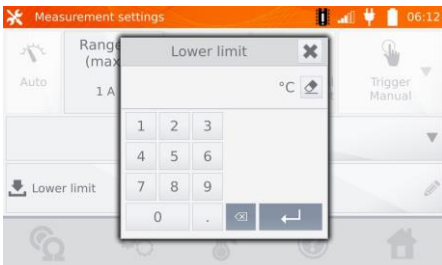 Measurement settings 06:12
Range
(max
1 A
Auto
Trigger
Manual
Lower limit
°C
1 2 3
4 5 6
7 8 9
0 .
Lower limit